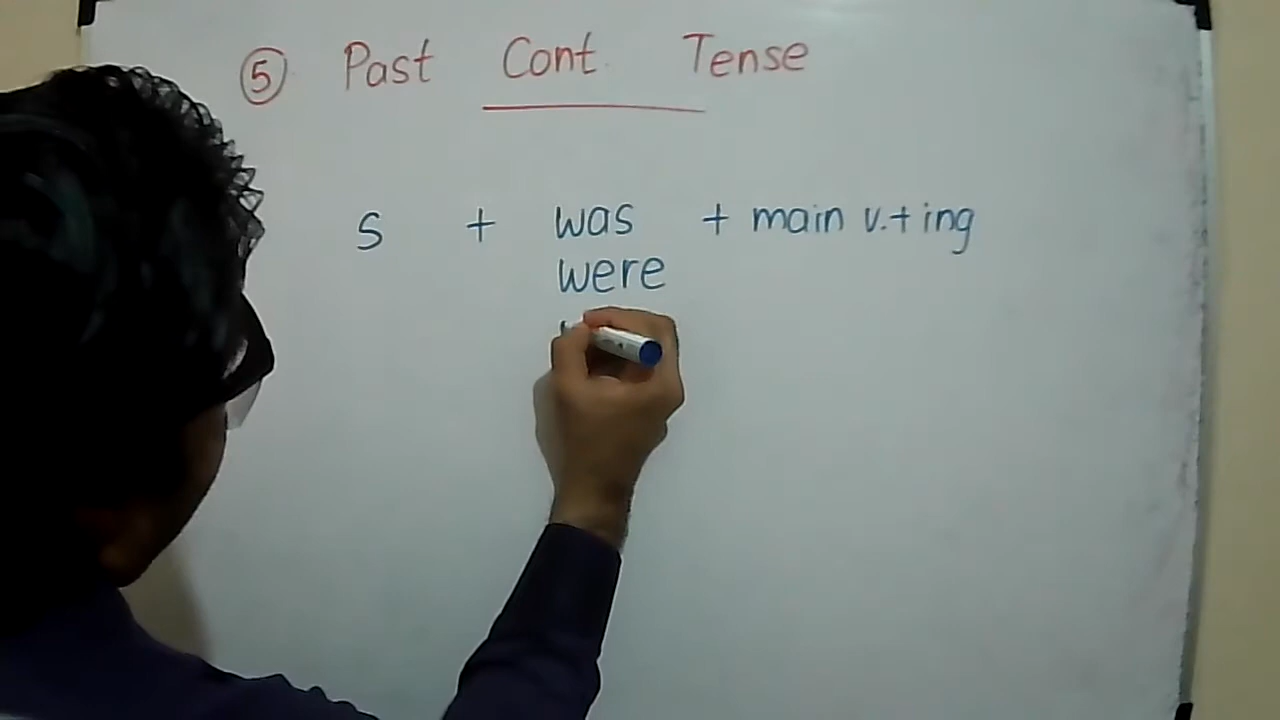 ⑤ Past Cont. Tense
s + was + main v.+ing
were